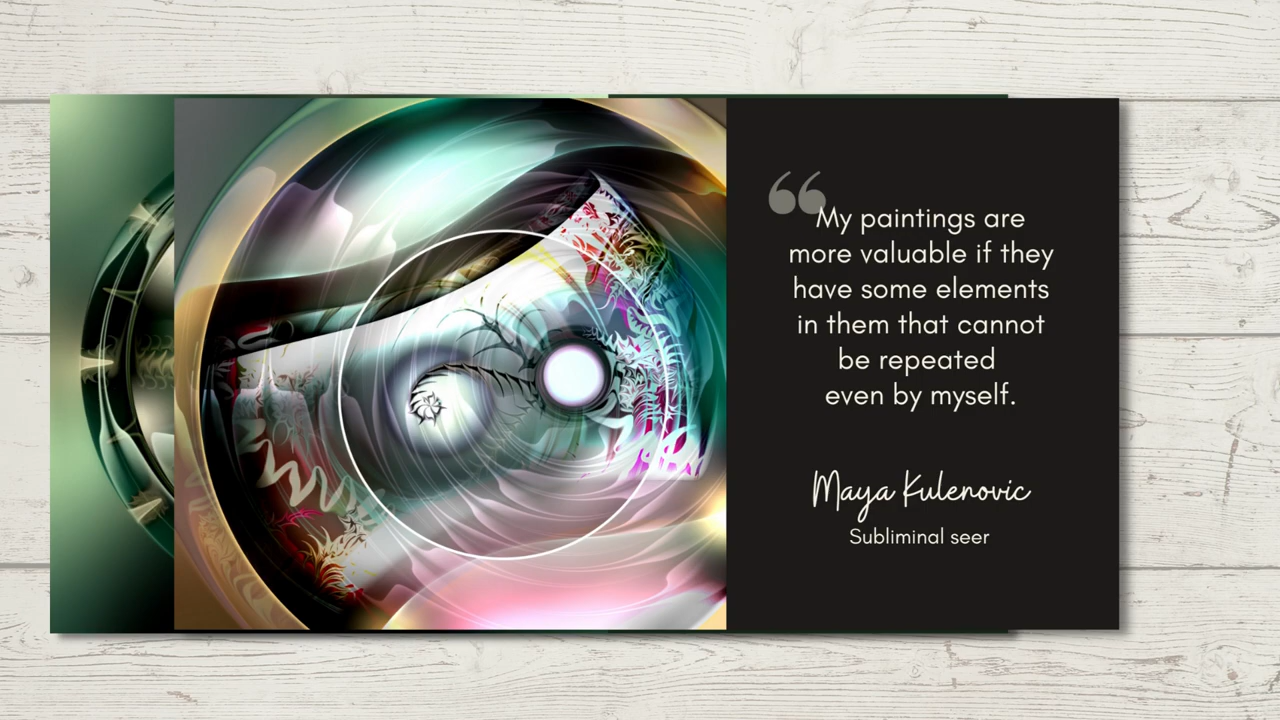 “
My paintings are
more valuable if they
have some elements
in them that cannot
be repeated
even by myself.
Maya Kulenovic
Subliminal seer